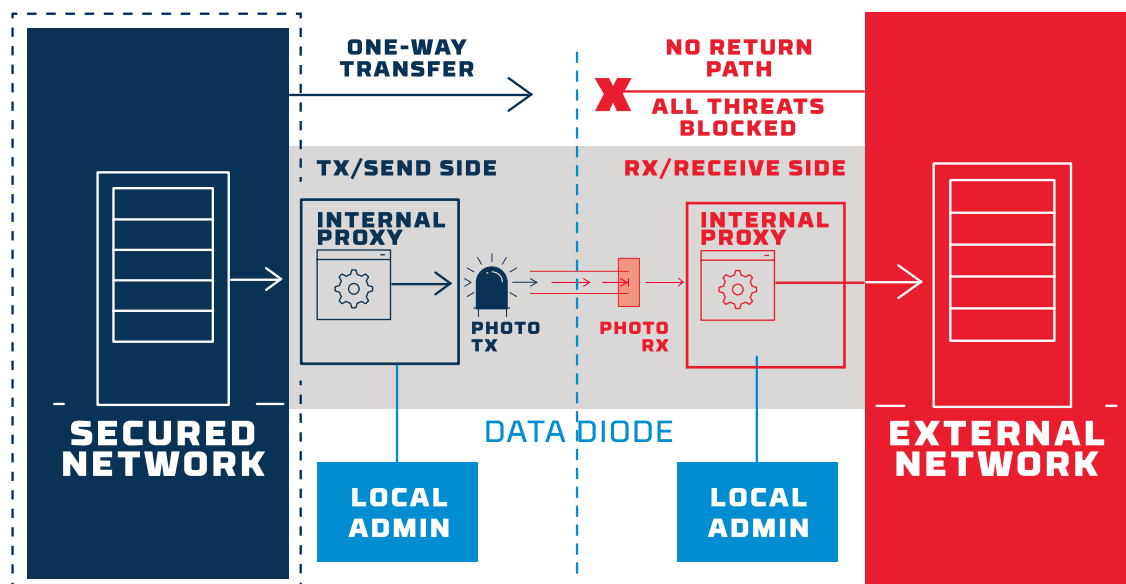 ONE-WAY
TRANSFER
NO RETURN
PATH
X
ALL THREATS
BLOCKED
TX/SEND SIDE
RX/RECEIVE SIDE
INTERNAL
PROXY
INTERNAL
PROXY
PHOTO
TX
PHOTO
RX
SECURED
NETWORK
DATA DIODE
EXTERNAL
NETWORK
LOCAL
ADMIN
LOCAL
ADMIN